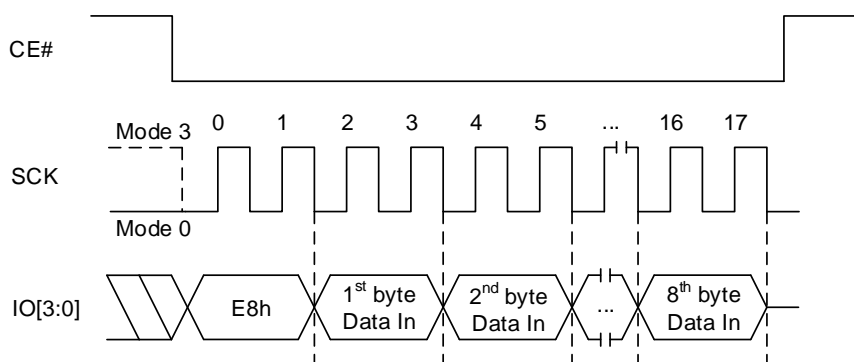 CE#
Mode 3
0 1 2 3 4 5 ... 16 17
SCK
Mode 0
IO[3:0]
E8h
1st byte
Data In
2nd byte
Data In
...
8th byte
Data In